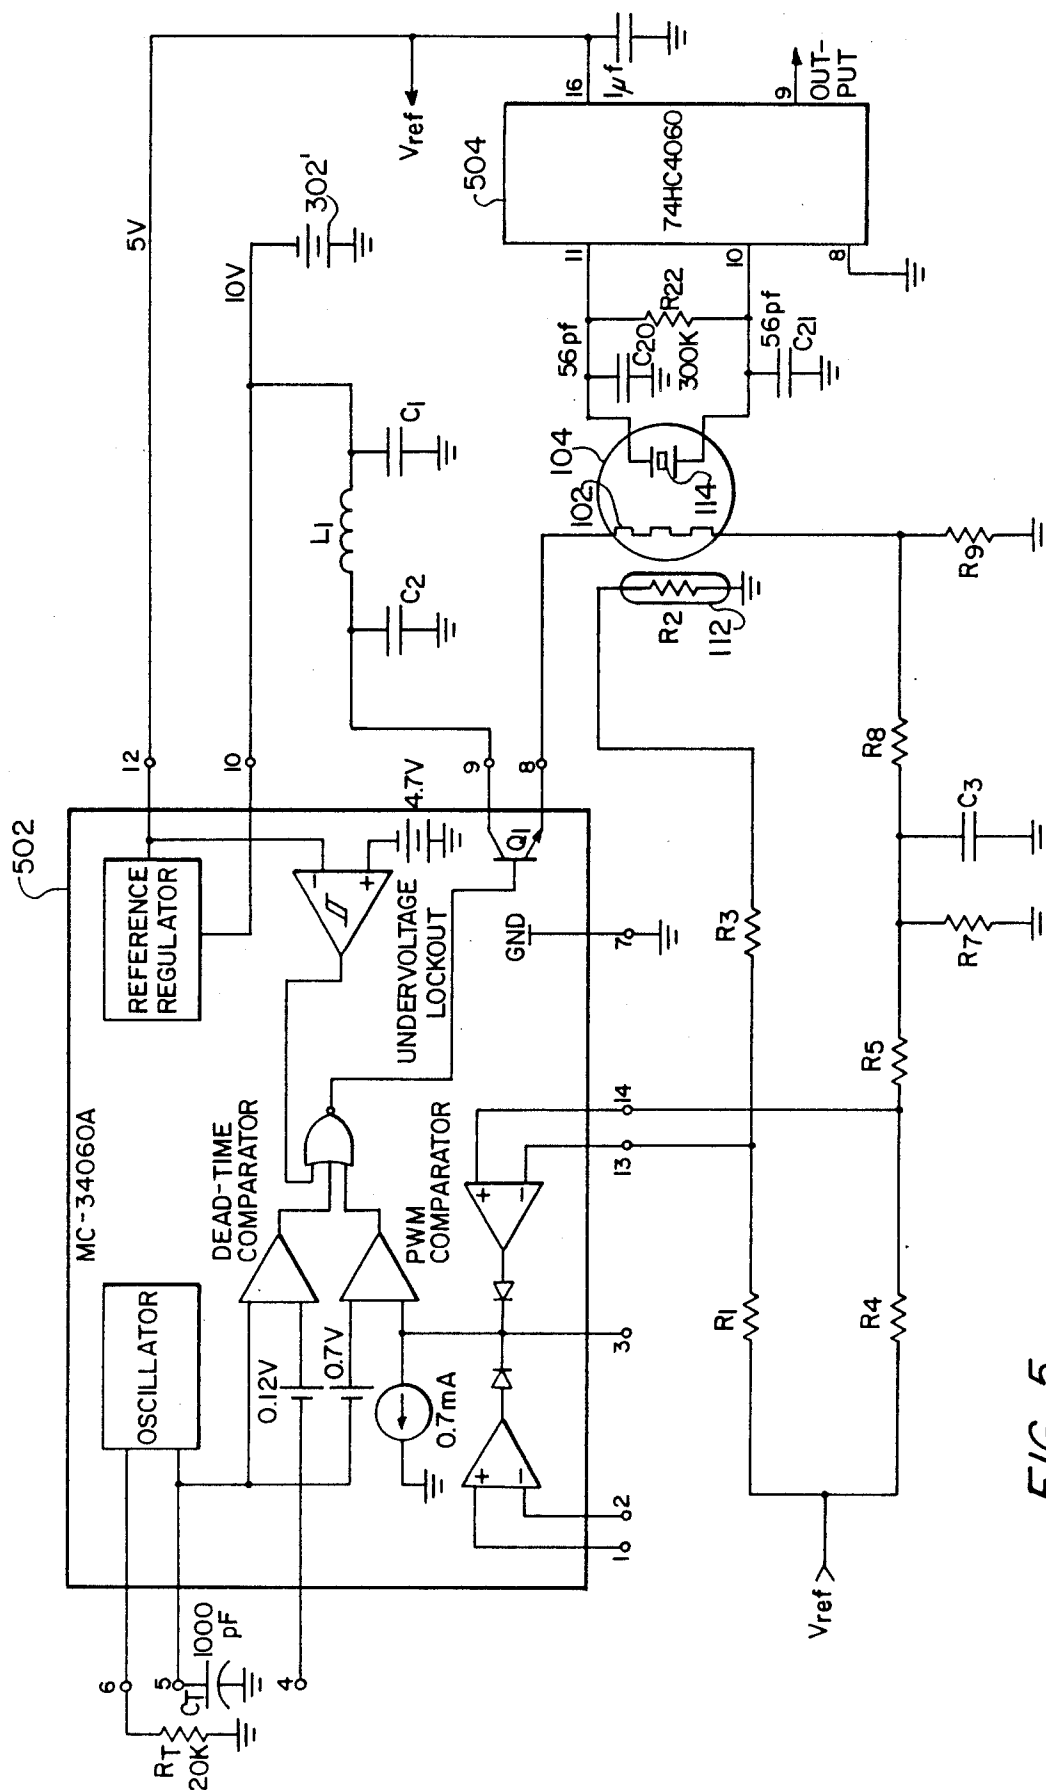 502
MC-34060A
REFERENCE
REGULATOR
OSCILLATOR
12
5V
10
10V
302'
Vref
16
1µf
504
74HC4060
9
OUT-
PUT
11
10
8
6
RT
20K
5
CT
1000
pF
4
0.12V
0.7V
0.7mA
DEAD-TIME
COMPARATOR
PWM
COMPARATOR
UNDERVOLTAGE
LOCKOUT
-
+
4.7V
Q1
9
8
GND
7
L1
C1
C2
+
-
+
-
1
2
3
13
14
104
102
114
R2
112
56pf
C20
R22
300K
56pf
C21
R3
R1
R4
R5
R7
C3
R8
R9
Vref
FIG. 5